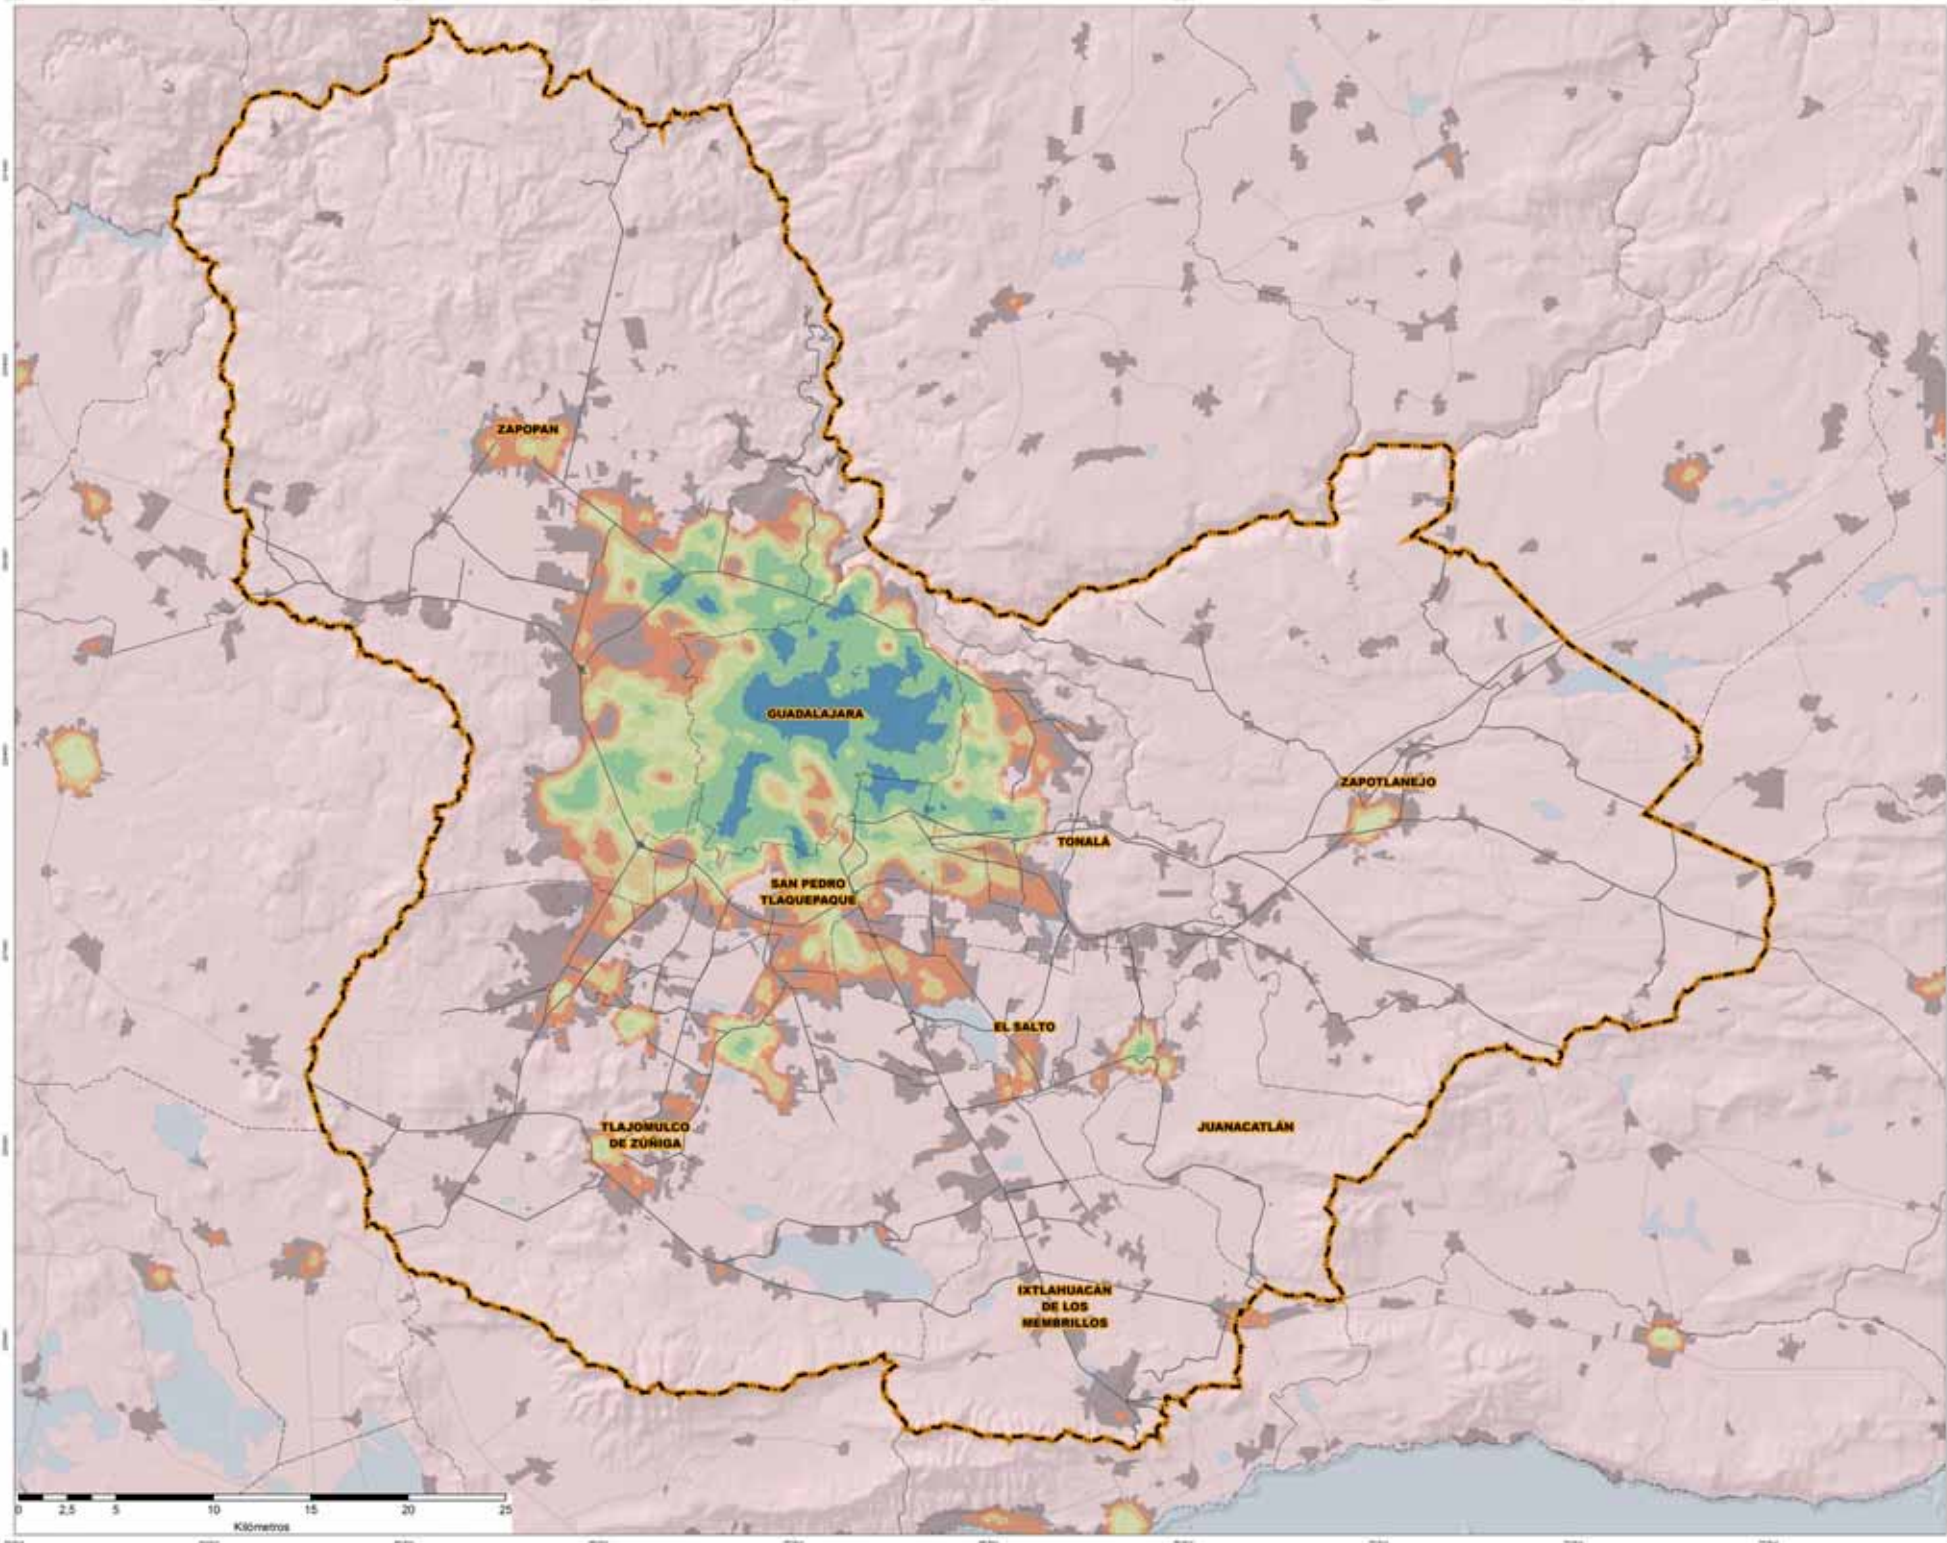 ZAPOPAN
GUADALAJARA
ZAPOTLANEJO
TONALÁ
SAN PEDRO
TLAQUEPAQUE
EL SALTO
TLAJOMULCO
DE ZÚÑIGA
JUANACATLÁN
IXTLAHUACÁN
DE LOS
MEMBRILLOS
0 2,5 5 10 15 20 25
Kilómetros